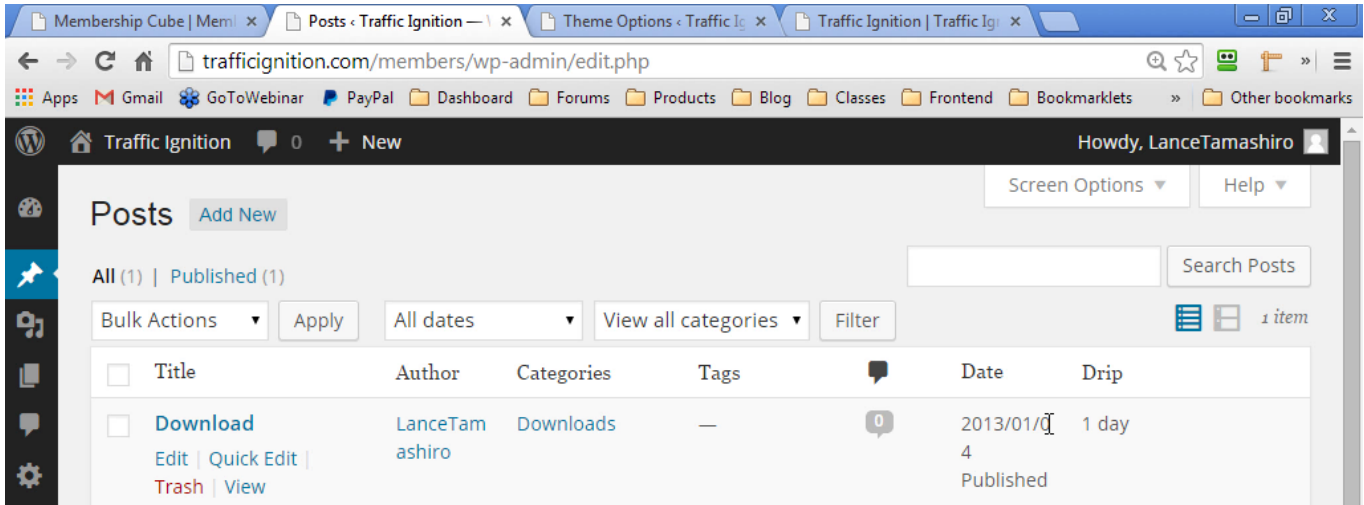 Membership Cube | Meml
Posts ‹ Traffic Ignition — \
Theme Options ‹ Traffic Ig
Traffic Ignition | Traffic Igr
trafficignition.com/members/wp-admin/edit.php
Apps Gmail GoToWebinar PayPal Dashboard Forums Products Blog Classes Frontend Bookmarklets » Other bookmarks
Traffic Ignition 0 + New Howdy, LanceTamashiro
Screen Options ▼ Help ▼
Posts Add New
All (1) | Published (1) Search Posts
Bulk Actions ▼ Apply All dates ▼ View all categories ▼ Filter 1 item
Title Author Categories Tags Date Drip
Download LanceTam Downloads — 0 2013/01/0 1 day
Edit | Quick Edit | ashiro 4
Trash | View Published